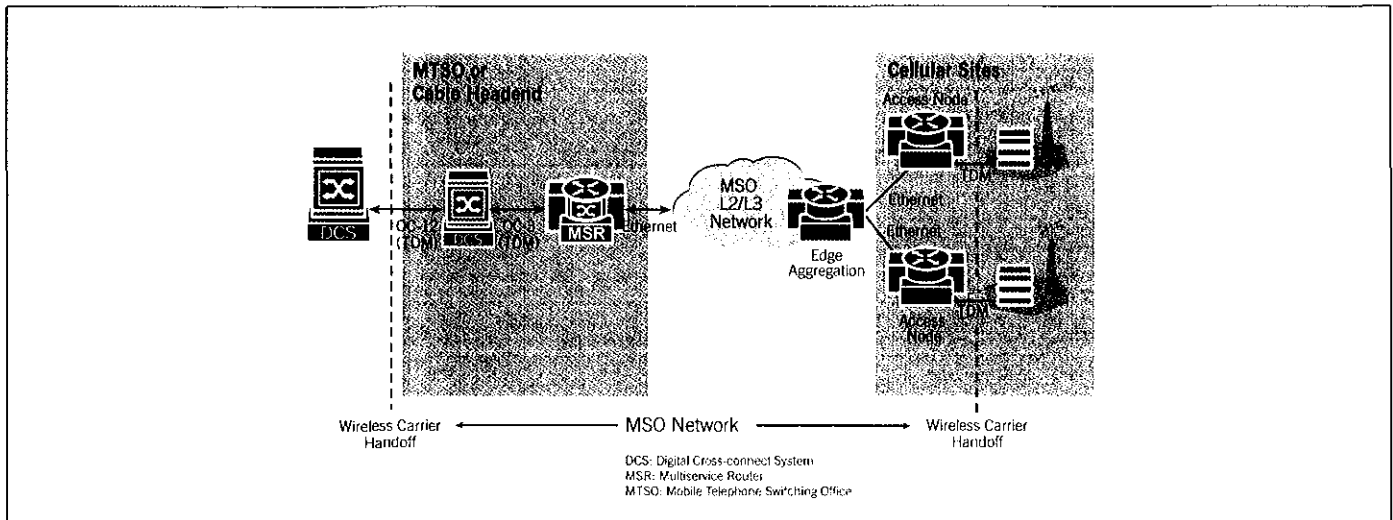 MTSO or
Cable Headend
Cellular Sites
Access Node
TDM
DCS
OC-12
(TDM)
DCS
OC-3
(TDM)
MSR
Ethernet
MSO
L2/L3
Network
Edge
Aggregation
Ethernet
Ethernet
TDM
Access
Node
Wireless Carrier
Handoff
MSO Network
Wireless Carrier
Handoff
DCS: Digital Cross-connect System
MSR: Multiservice Router
MTSO: Mobile Telephone Switching Office